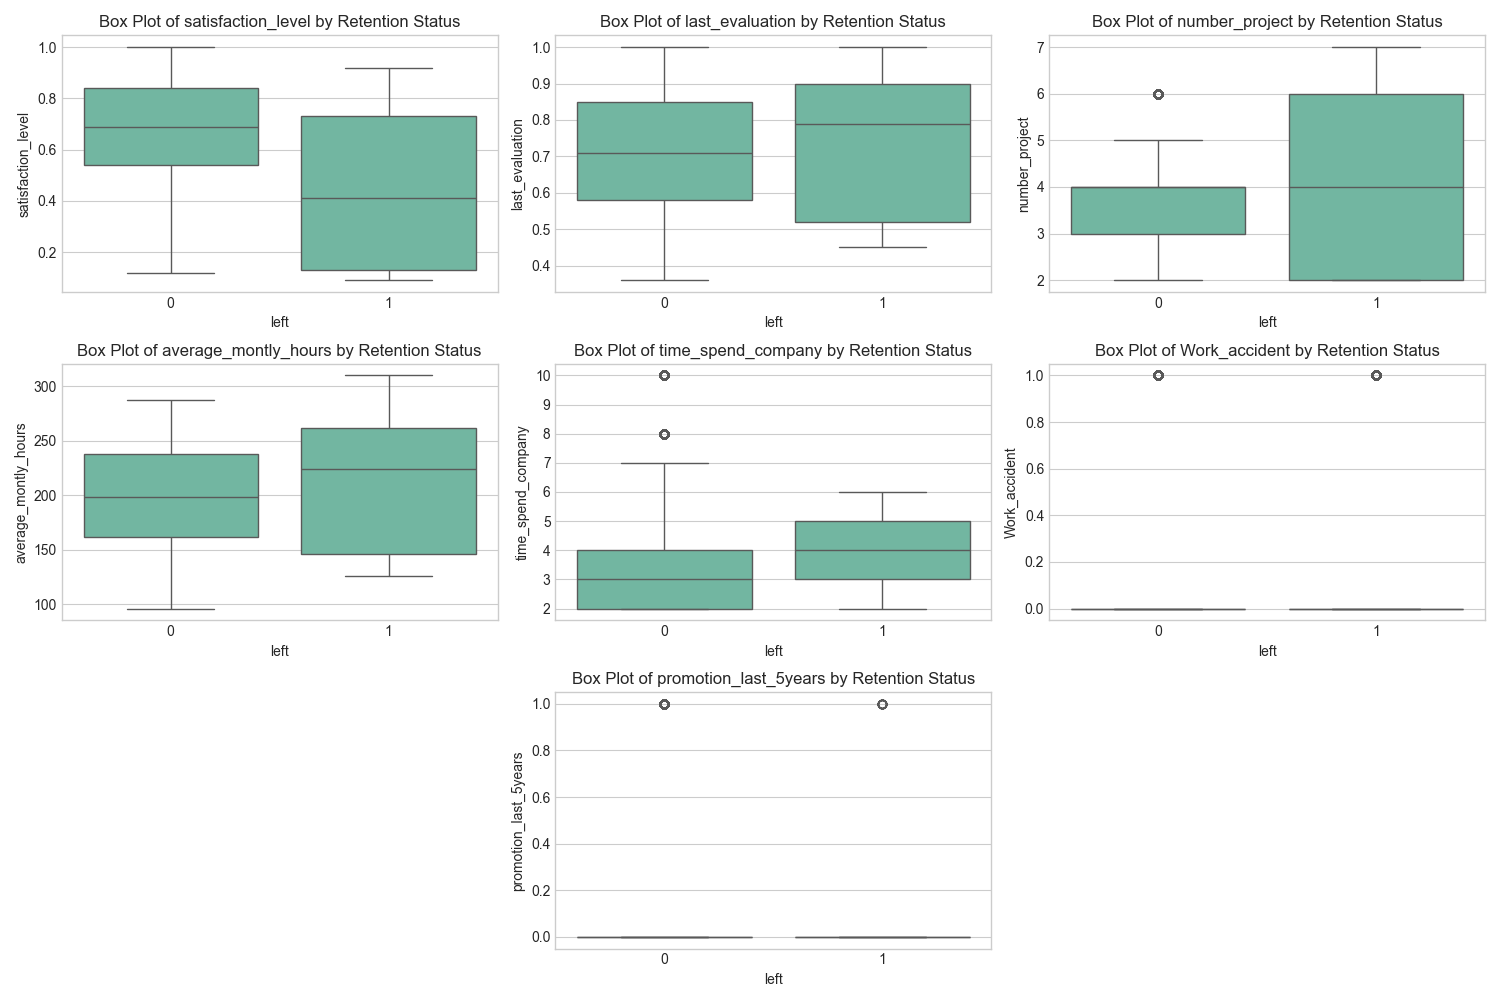 Box Plot of satisfaction_level by Retention Status
satisfaction_level
1.0
0.8
0.6
0.4
0.2
0 1
left
Box Plot of last_evaluation by Retention Status
last_evaluation
1.0
0.9
0.8
0.7
0.6
0.5
0.4
0 1
left
Box Plot of number_project by Retention Status
number_project
7
6
5
4
3
2
0 1
left
Box Plot of average_montly_hours by Retention Status
average_montly_hours
300
250
200
150
100
0 1
left
Box Plot of time_spend_company by Retention Status
time_spend_company
10
9
8
7
6
5
4
3
2
0 1
left
Box Plot of Work_accident by Retention Status
Work_accident
1.0
0.8
0.6
0.4
0.2
0.0
0 1
left
Box Plot of promotion_last_5years by Retention Status
promotion_last_5years
1.0
0.8
0.6
0.4
0.2
0.0
0 1
left